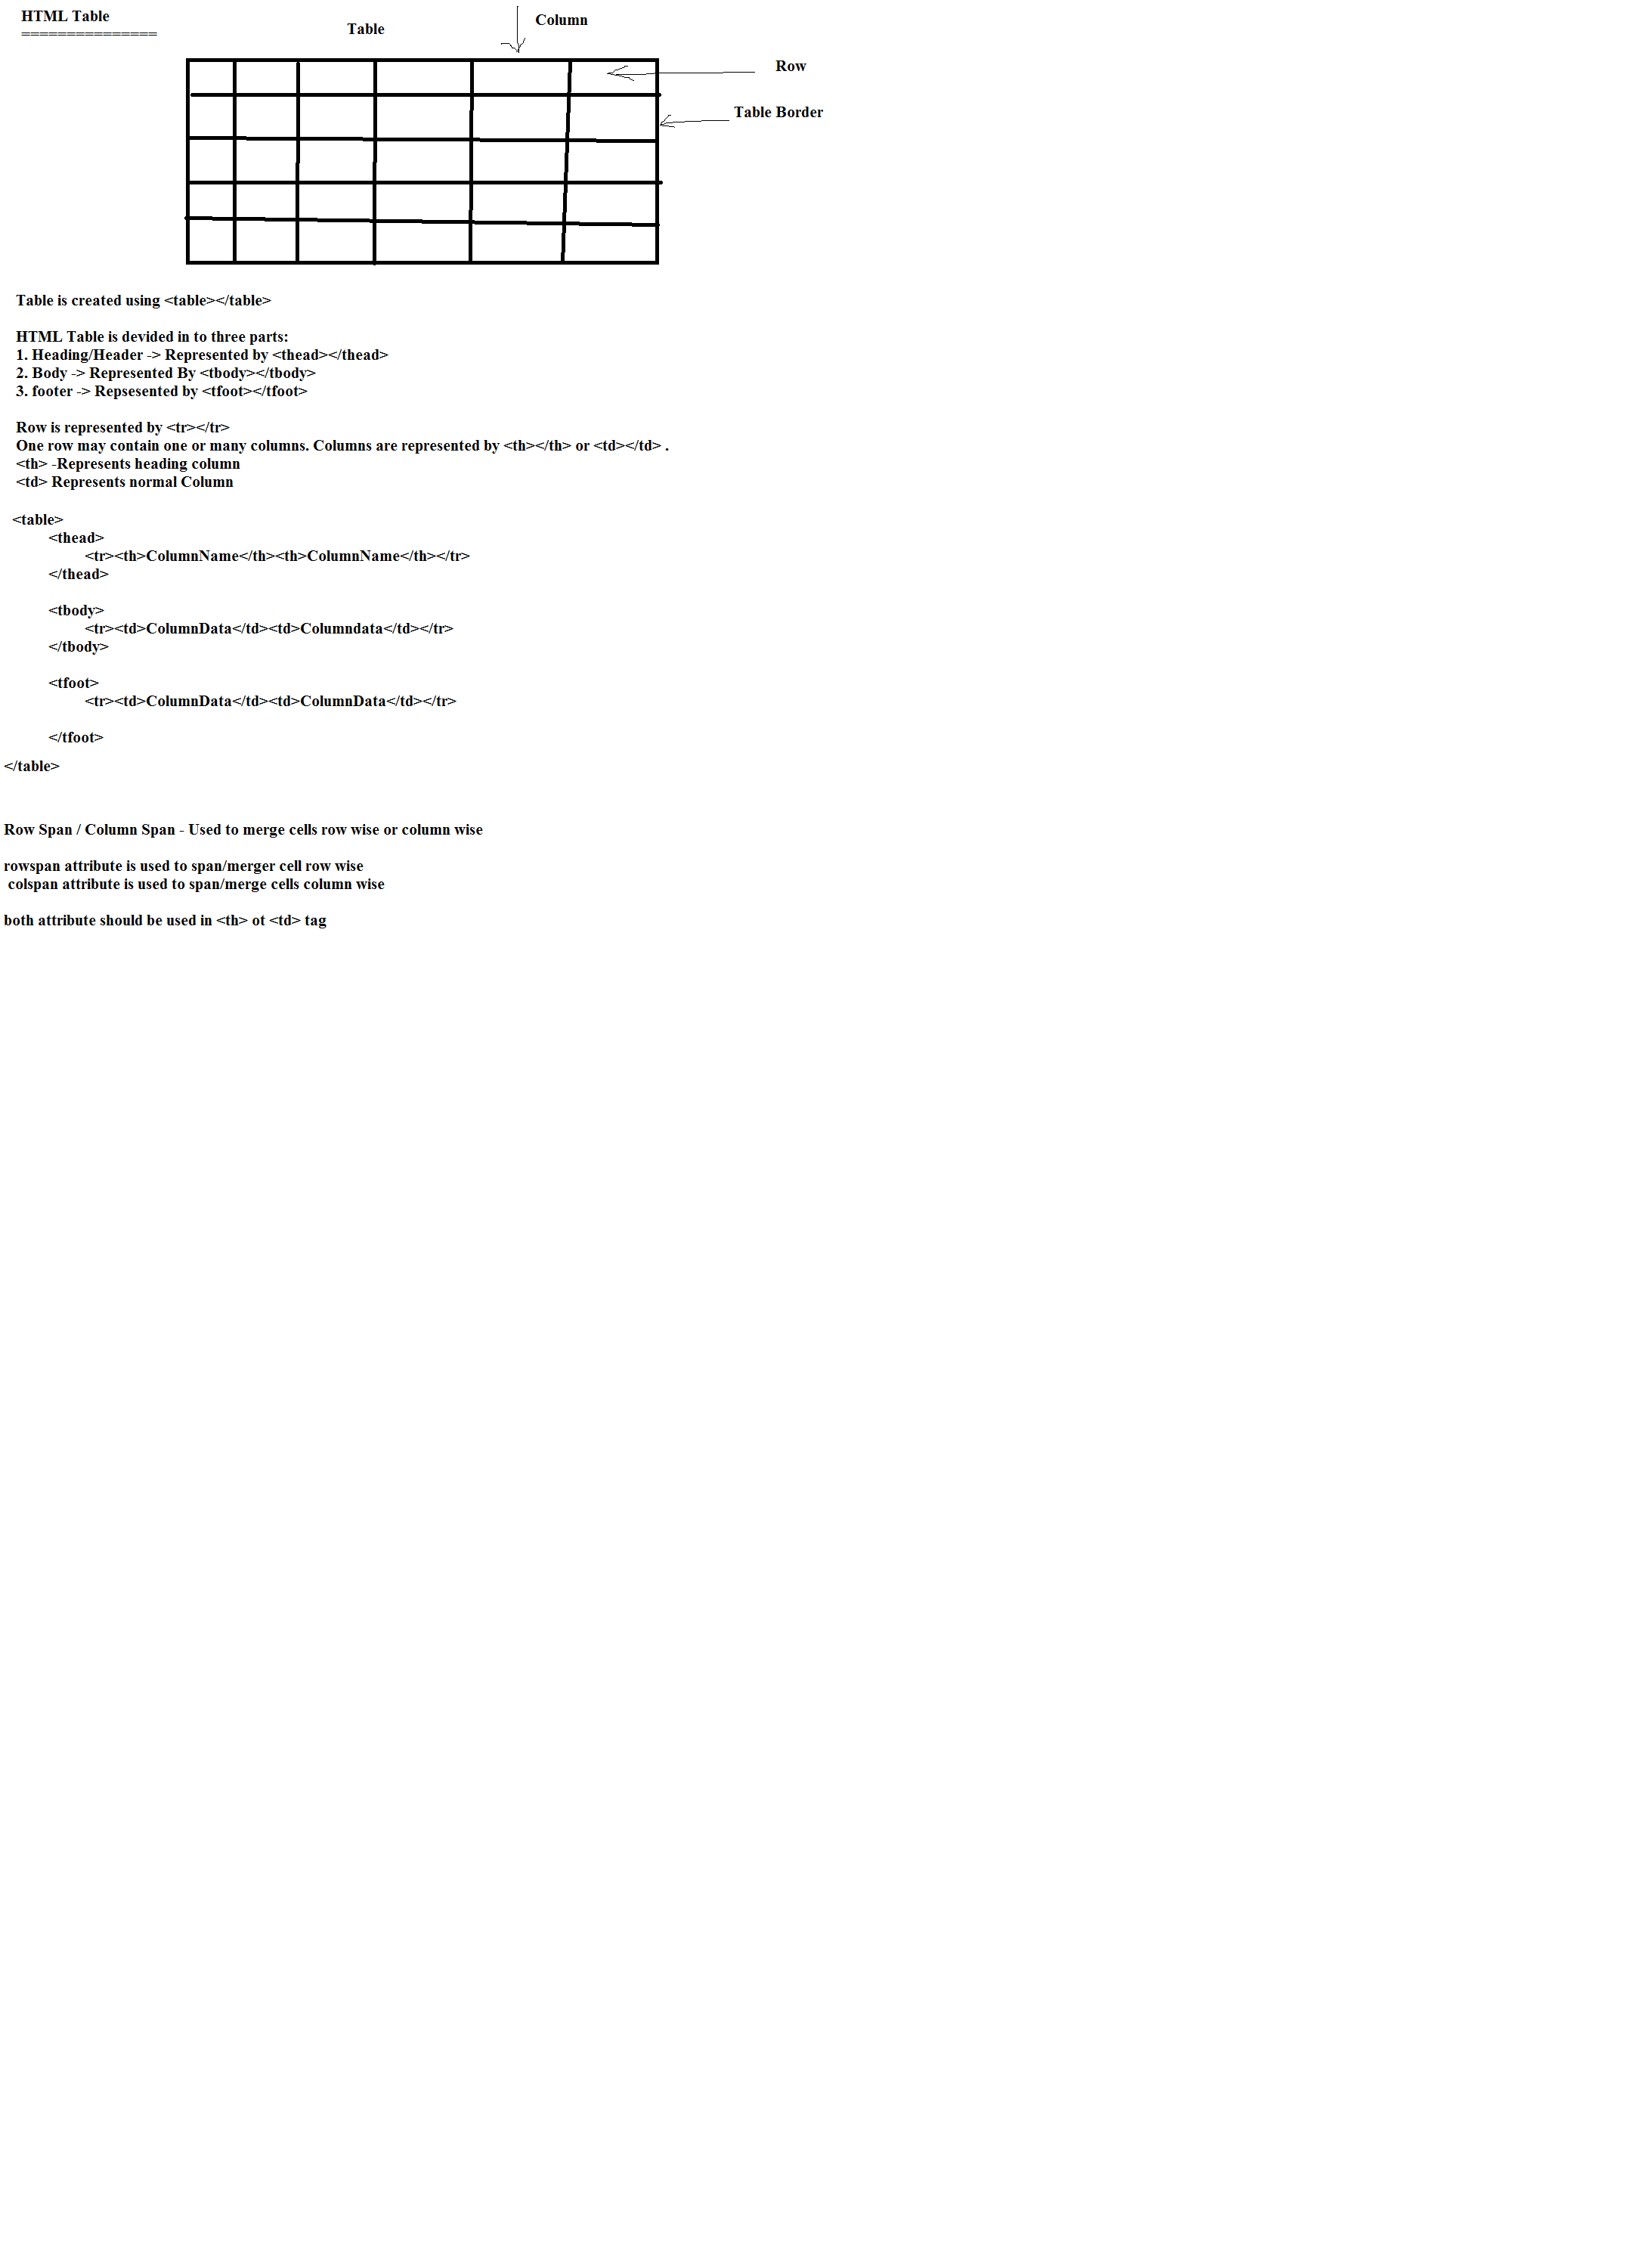 HTML Table
===============
Table
Column
Row
Table Border
Table is created using <table></table>
HTML Table is devided in to three parts:
1. Heading/Header -> Represented by <thead></thead>
2. Body -> Represented By <tbody></tbody>
3. footer -> Repsesented by <tfoot></tfoot>
Row is represented by <tr></tr>
One row may contain one or many columns. Columns are represented by <th></th> or <td></td> .
<th> -Represents heading column
<td> Represents normal Column
<table>
<thead>
<tr><th>ColumnName</th><th>ColumnName</th></tr>
</thead>
<tbody>
<tr><td>ColumnData</td><td>Columndata</td></tr>
</tbody>
<tfoot>
<tr><td>ColumnData</td><td>ColumnData</td></tr>
</tfoot>
</table>
Row Span / Column Span - Used to merge cells row wise or column wise
rowspan attribute is used to span/merger cell row wise
colspan attribute is used to span/merge cells column wise
both attribute should be used in <th> ot <td> tag